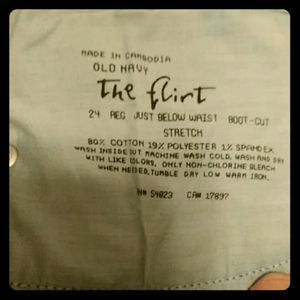 MADE IN CAMBODIA
OLD NAVY
the flirt
24 REG JUST BELOW WAIST BOOT-CUT
STRETCH
80% COTTON 19% POLYESTER 1% SPANDEX
WASH INSIDE OUT MACHINE WASH COLD. WASH AND DRY
WITH LIKE COLORS. ONLY NON-CHLORINE BLEACH
WHEN NEEDED. TUMBLE DRY LOW WARM IRON.
CA# 17897